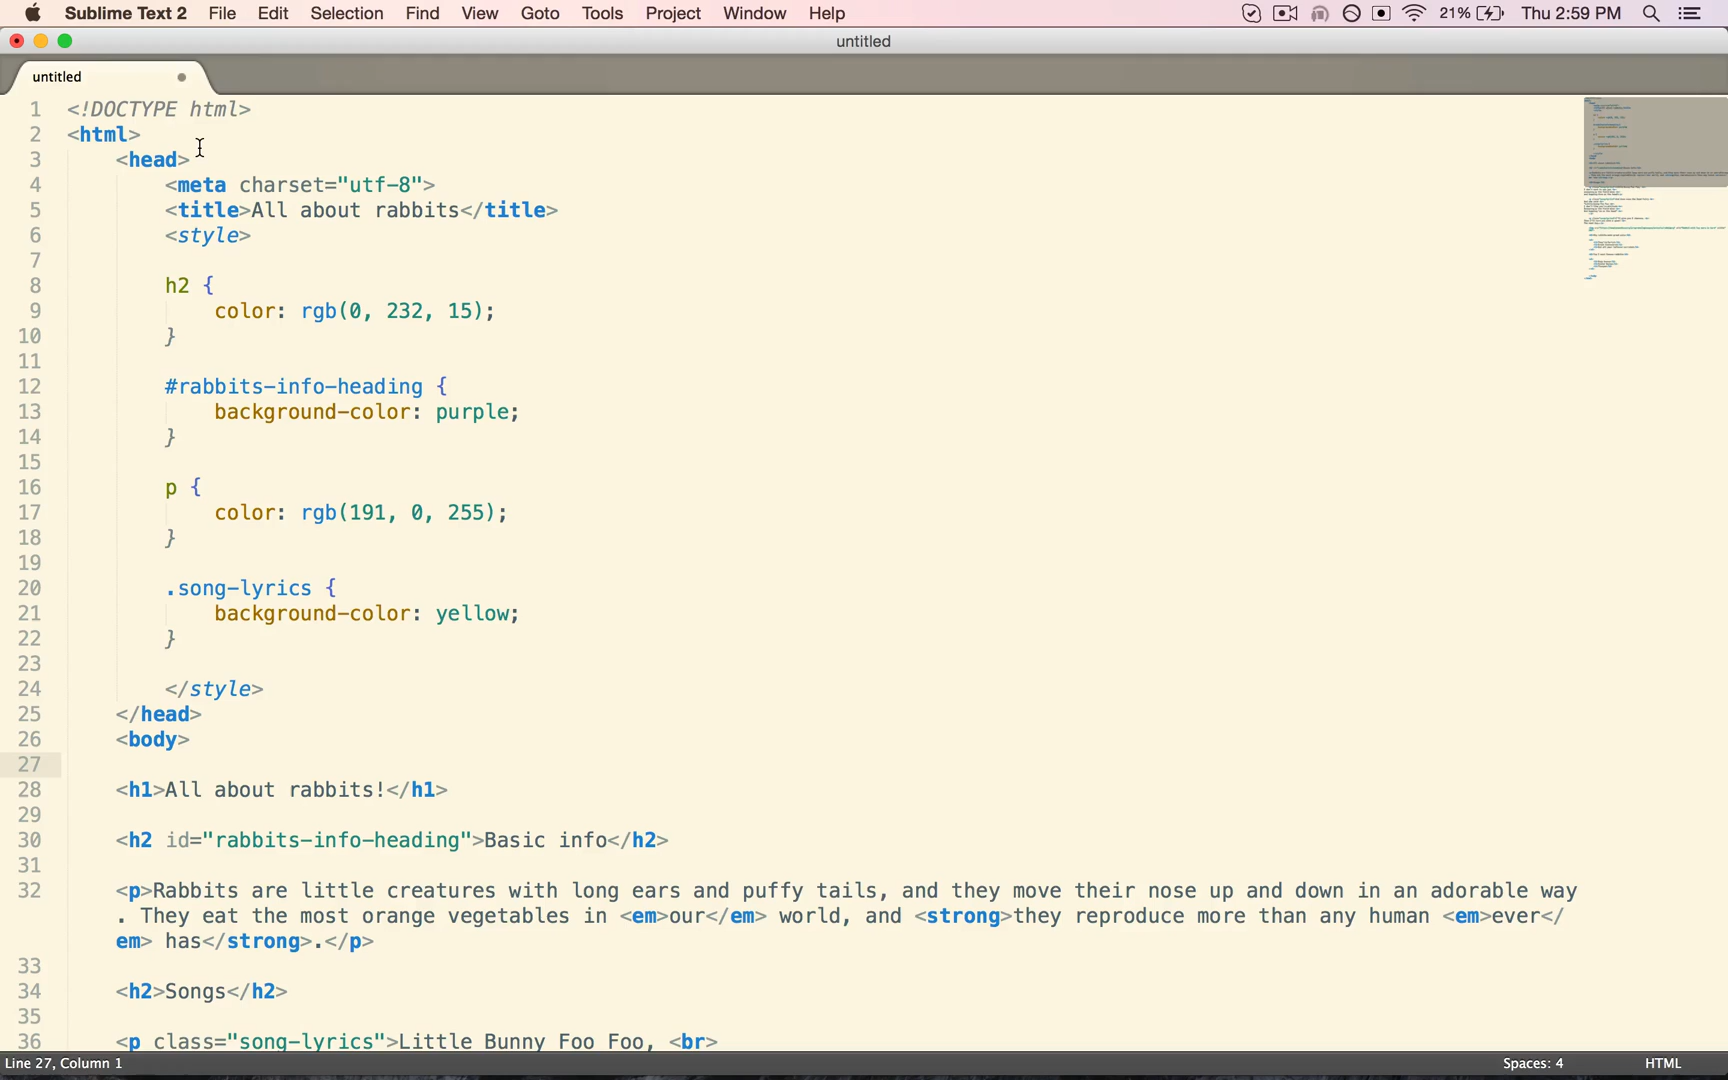 Sublime Text 2 File Edit Selection Find View Goto Tools Project Window Help 21% Thu 2:59 PM
untitled
untitled
1 <!DOCTYPE html>
2 <html>
3 <head>
4 <meta charset="utf-8">
5 <title>All about rabbits</title>
6 <style>
7
8 h2 {
9 color: rgb(0, 232, 15);
10 }
11
12 #rabbits-info-heading {
13 background-color: purple;
14 }
15
16 p {
17 color: rgb(191, 0, 255);
18 }
19
20 .song-lyrics {
21 background-color: yellow;
22 }
23
24 </style>
25 </head>
26 <body>
27
28 <h1>All about rabbits!</h1>
29
30 <h2 id="rabbits-info-heading">Basic info</h2>
31
32 <p>Rabbits are little creatures with long ears and puffy tails, and they move their nose up and down in an adorable way
. They eat the most orange vegetables in <em>our</em> world, and <strong>they reproduce more than any human <em>ever</
em> has</strong>.</p>
33
34 <h2>Songs</h2>
35
36 <p class="song-lyrics">Little Bunny Foo Foo, <br>
Line 27, Column 1 Spaces: 4 HTML